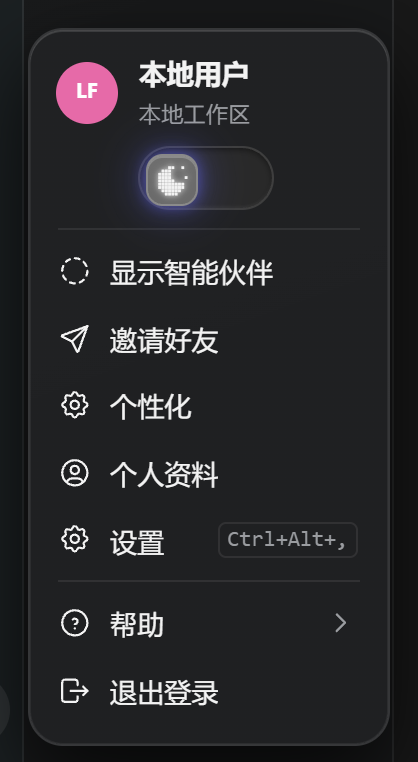 LF
本地用户
本地工作区
显示智能伙伴
邀请好友
个性化
个人资料
设置 Ctrl+Alt+,
帮助
退出登录